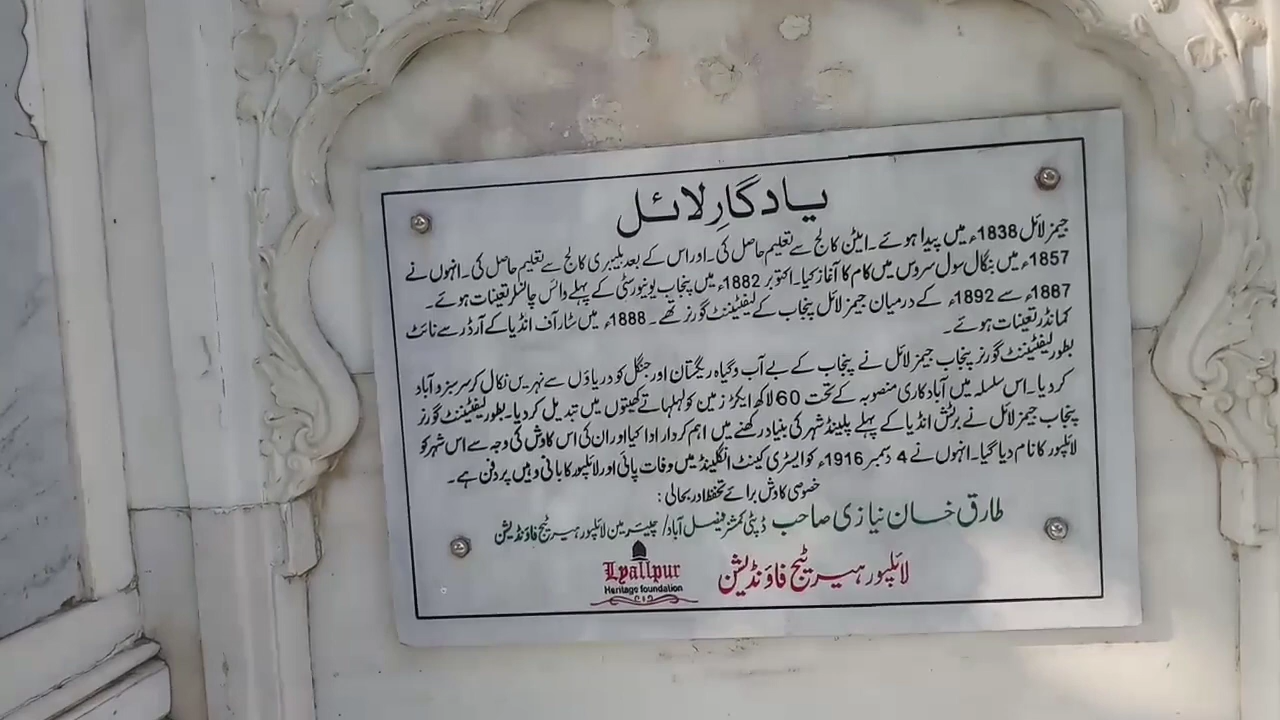 یادگارِ لائل
جیمز لائل 1838ء میں پیدا ہوئے۔ ایٹن کالج سے تعلیم حاصل کی۔ اور اس کے بعد ہلیبری کالج سے تعلیم حاصل کی۔ انہوں نے
1857ء میں بنگال سول سروس میں کام کا آغاز کیا۔ اکتوبر 1882ء میں پنجاب یونیورسٹی کے پہلے وائس چانسلر تعینات ہوئے۔
1887ء سے 1892ء کے درمیان جیمز لائل پنجاب کے لیفٹیننٹ گورنر تھے۔ 1888ء میں سٹار آف انڈیا کے آرڈر سے نائٹ
کمانڈر تعینات ہوئے۔
بطور لیفٹیننٹ گورنر پنجاب جیمز لائل نے پنجاب کے بے آب و گیاہ ریگستان اور جنگل کو دریاؤں سے نہریں نکال کر سرسبز و آباد
کر دیا۔ اس سلسلہ میں آبادکاری منصوبہ کے تحت 60 لاکھ ایکڑ زمین کو لہلہاتے کھیتوں میں تبدیل کر دیا۔ بطور لیفٹیننٹ گورنر
پنجاب جیمز لائل نے برٹش انڈیا کے پہلے پلینڈ شہر کی بنیاد رکھنے میں اہم کردار ادا کیا اور ان کی اس کاوش کی وجہ سے اس شہر کو
لائلپور کا نام دیا گیا۔ انہوں نے 4 دسمبر 1916ء کو ایسٹری کینٹ انگلینڈ میں وفات پائی اور لائلپور کا بانی وہیں پر دفن ہے۔
خصوصی کاوش برائے تحفظ اور بحالی:
طارق خسان نیازی صاحب ڈپٹی کمشنر فیصل آباد/ چیئرمین لائلپور ہیریٹیج فاؤنڈیشن
لائلپور ہیریٹیج فاؤنڈیشن
Lyallpur
Heritage foundation